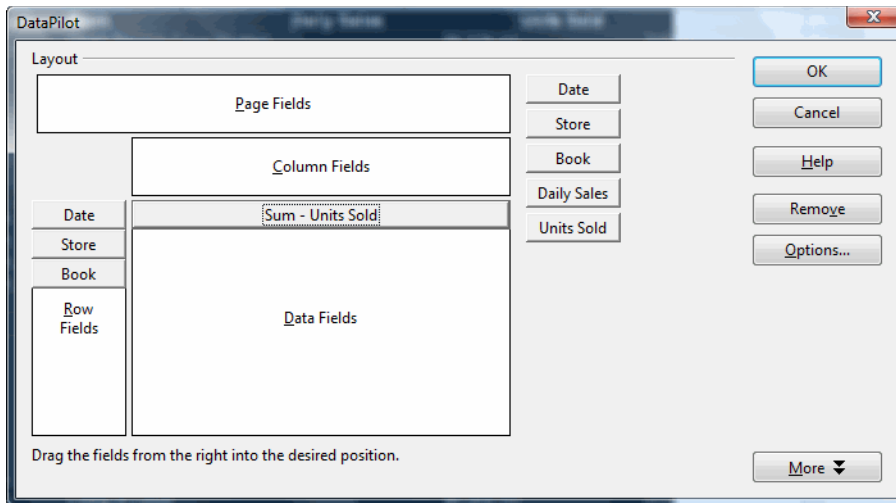 DataPilot
Layout
Page Fields
Column Fields
Date
Store
Book
Row
Fields
Sum - Units Sold
Data Fields
Date
Store
Book
Daily Sales
Units Sold
OK
Cancel
Help
Remove
Options...
Drag the fields from the right into the desired position.
More